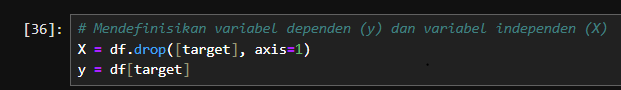 [36]: # Mendefinisikan variabel dependen (y) dan variabel independen (X)
X = df.drop([target], axis=1)
y = df[target]